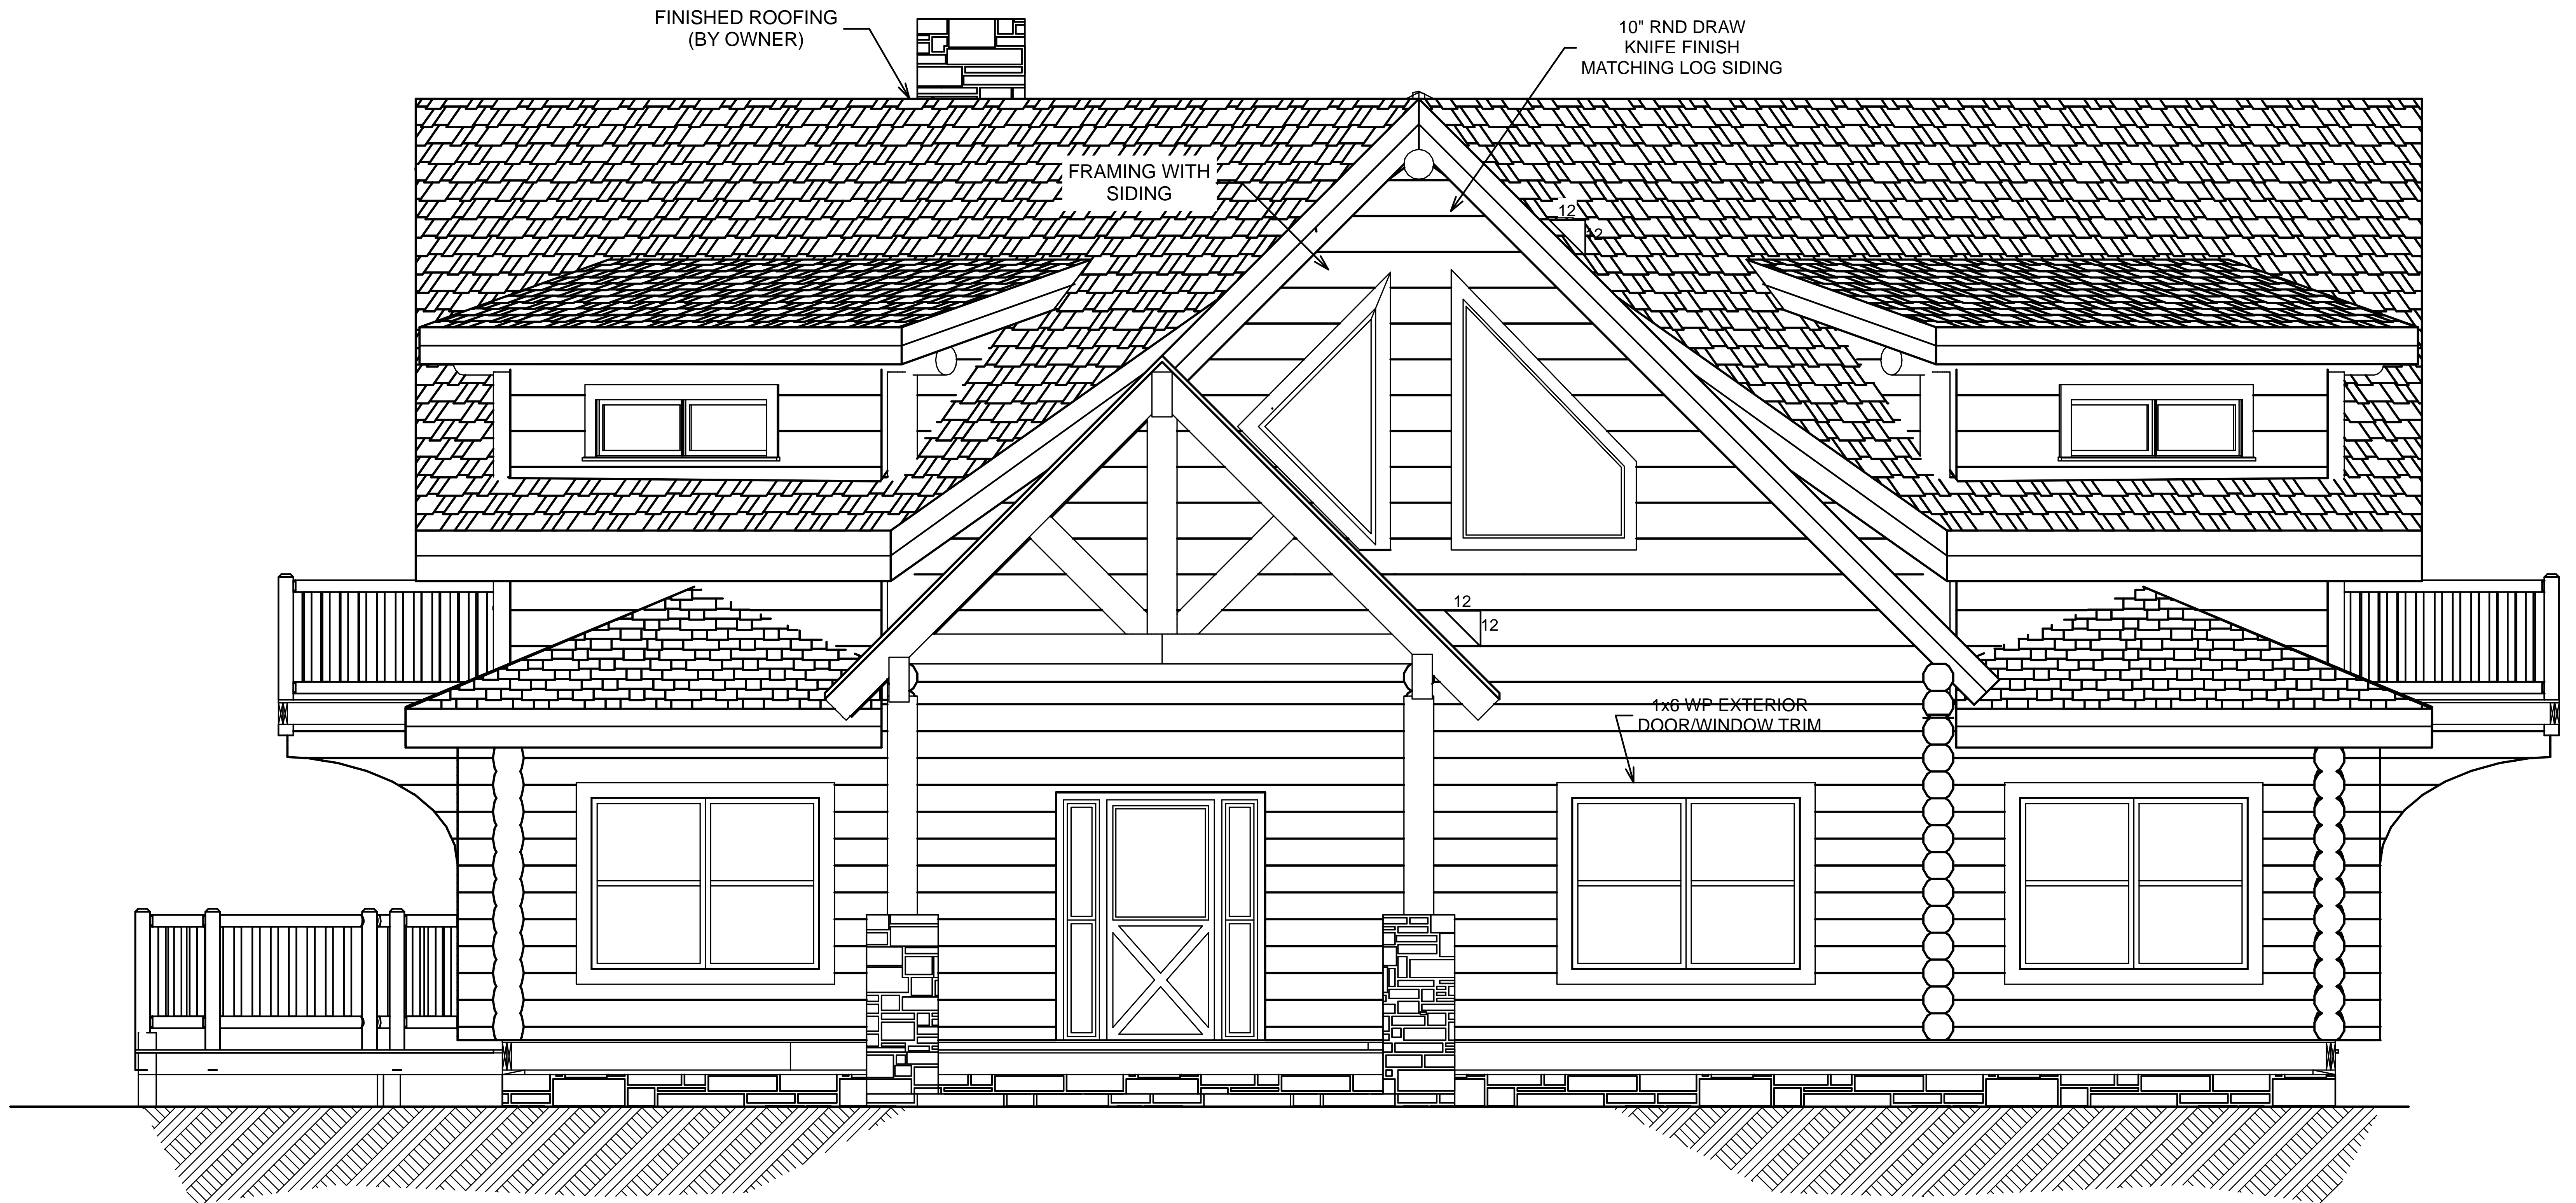 FINISHED ROOFING
(BY OWNER)
10" RND DRAW
KNIFE FINISH
MATCHING LOG SIDING
FRAMING WITH
SIDING
12
12
12
12
1x6 WP EXTERIOR
DOOR/WINDOW TRIM